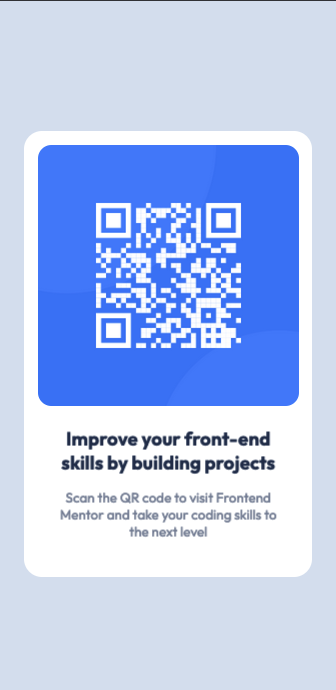 Improve your front-end
skills by building projects
Scan the QR code to visit Frontend
Mentor and take your coding skills to
the next level